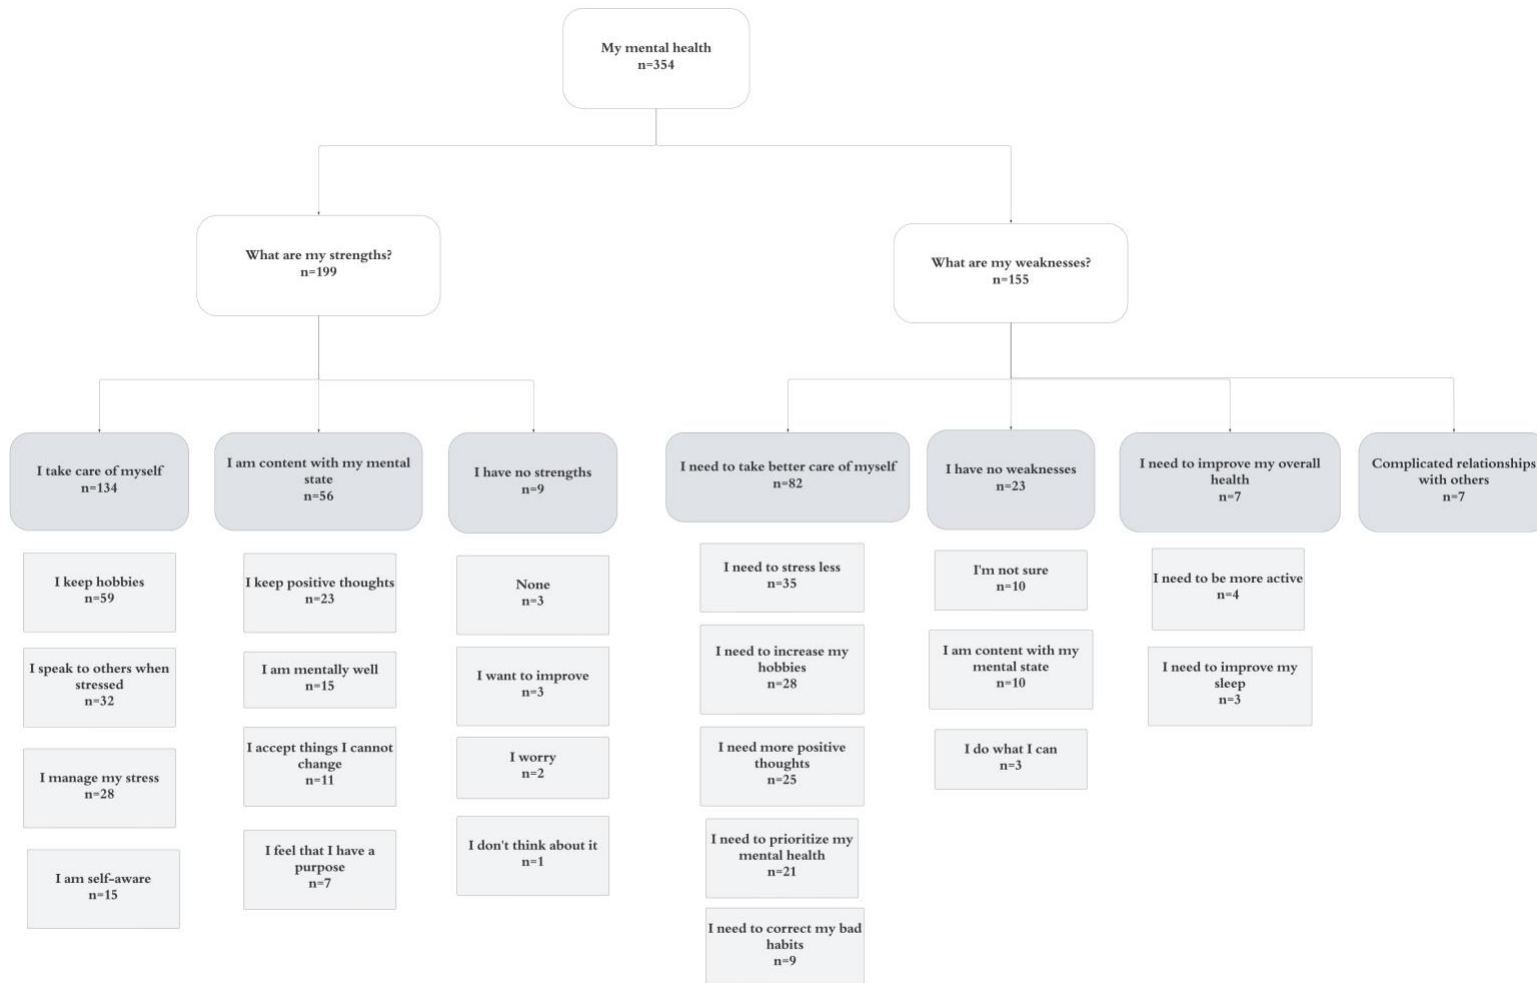 My mental health
n=354
What are my strengths?
n=199
What are my weaknesses?
n=155
I take care of myself
n=134
I am content with my mental
state
n=56
I have no strengths
n=9
I need to take better care of myself
n=82
I have no weaknesses
n=23
I need to improve my overall
health
n=7
Complicated relationships
with others
n=7
I keep hobbies
n=59
I speak to others when
stressed
n=32
I manage my stress
n=28
I am self-aware
n=15
I keep positive thoughts
n=23
I am mentally well
n=15
I accept things I cannot
change
n=11
I feel that I have a
purpose
n=7
None
n=3
I want to improve
n=3
I worry
n=2
I don't think about it
n=1
I need to stress less
n=35
I need to increase my
hobbies
n=28
I need more positive
thoughts
n=25
I need to prioritize my
mental health
n=21
I need to correct my bad
habits
n=9
I'm not sure
n=10
I am content with my
mental state
n=10
I do what I can
n=3
I need to be more active
n=4
I need to improve my
sleep
n=3